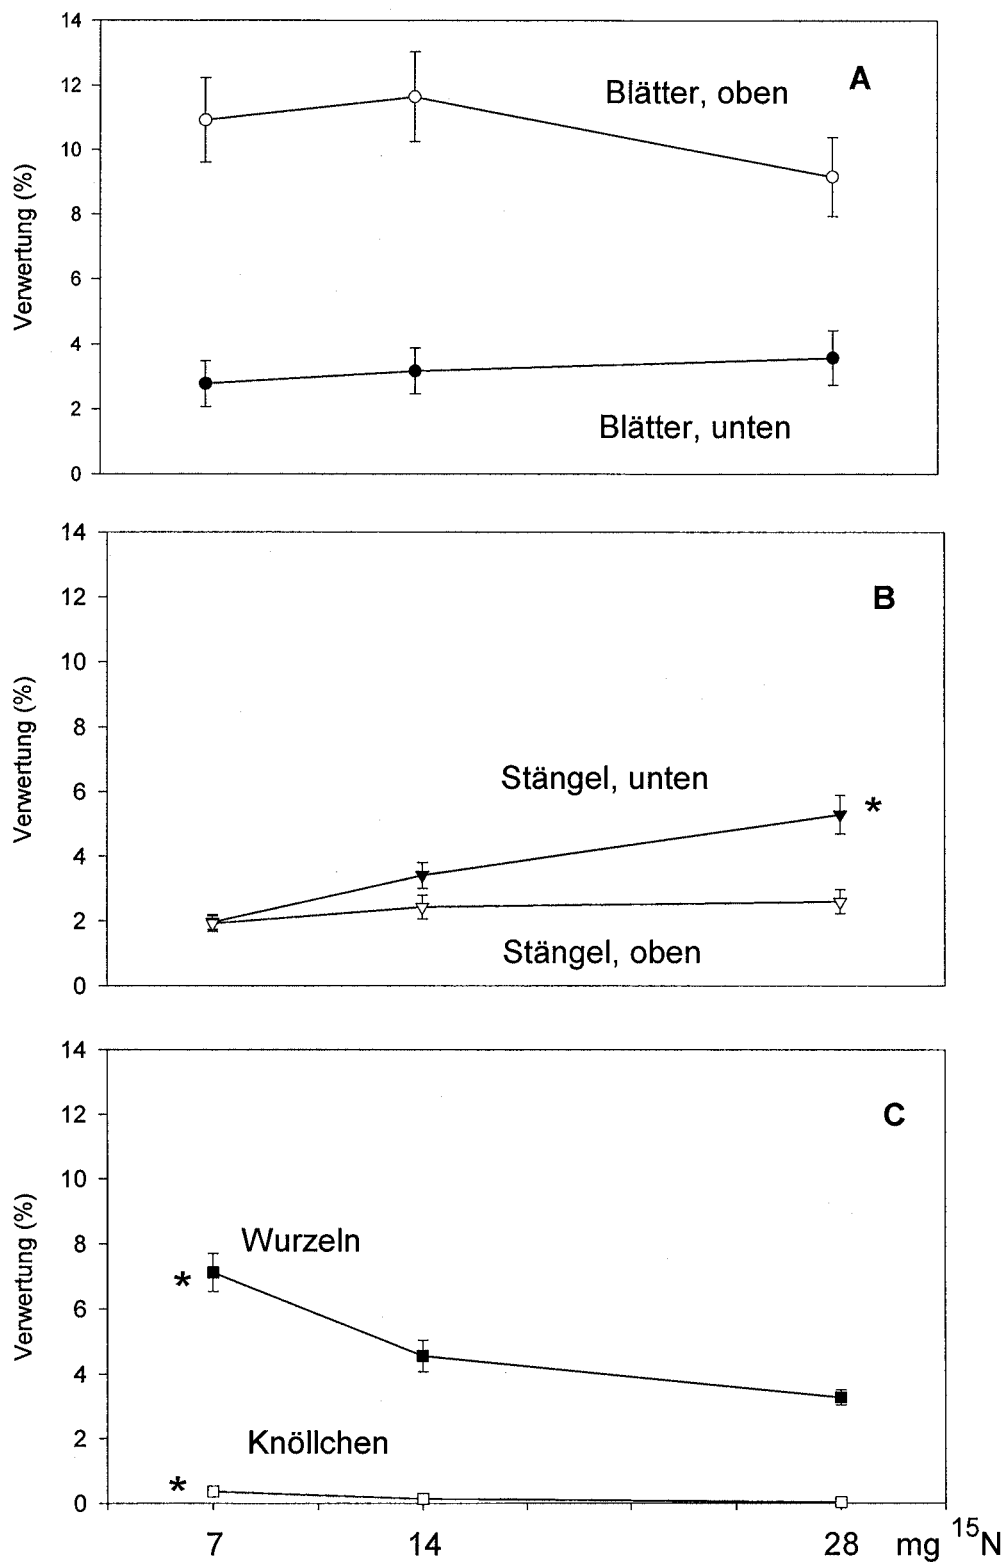 14
12
10
8
6
4
2
0
Verwertung (%)
A
Blätter, oben
Blätter, unten
14
12
10
8
6
4
2
0
Verwertung (%)
B
Stängel, unten
*
Stängel, oben
14
12
10
8
6
4
2
0
Verwertung (%)
C
Wurzeln
*
Knöllchen
*
7 14 28 mg ¹⁵N